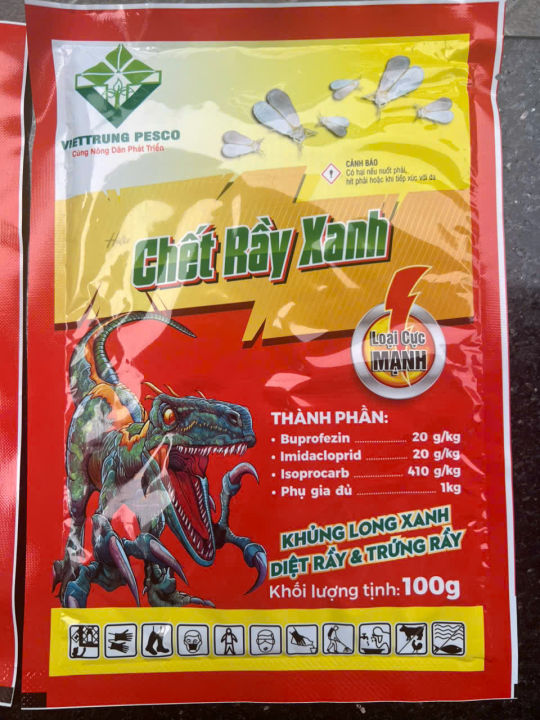 VIETTRUNG PESCO
Cùng Nông Dân Phát Triển
CẢNH BÁO
Có hại nếu nuốt phải,
hít phải hoặc khi tiếp xúc với da
Chết Rầy Xanh
Loại Cực
MẠNH
THÀNH PHẦN:
• Buprofezin ............... 20 g/kg
• Imidacloprid ............ 20 g/kg
• Isoprocarb ............. 410 g/kg
• Phụ gia đủ .................... 1kg
KHỦNG LONG XANH
DIỆT RẦY & TRỨNG RẦY
Khối lượng tịnh: 100g